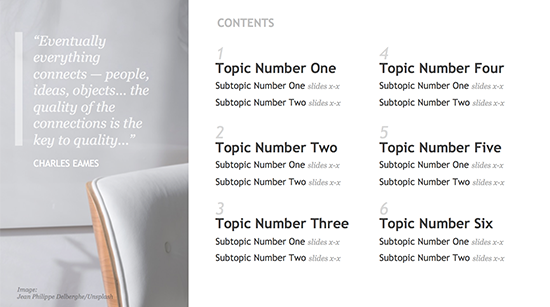 “Eventually
everything
connects — people,
ideas, objects... the
quality of the
connections is the
key to quality...”
CHARLES EAMES
Image:
Jean Philippe Delberghe/Unsplash
CONTENTS
1
Topic Number One
Subtopic Number One slides x-x
Subtopic Number Two slides x-x
2
Topic Number Two
Subtopic Number One slides x-x
Subtopic Number Two slides x-x
3
Topic Number Three
Subtopic Number One slides x-x
Subtopic Number Two slides x-x
4
Topic Number Four
Subtopic Number One slides x-x
Subtopic Number Two slides x-x
5
Topic Number Five
Subtopic Number One slides x-x
Subtopic Number Two slides x-x
6
Topic Number Six
Subtopic Number One slides x-x
Subtopic Number Two slides x-x